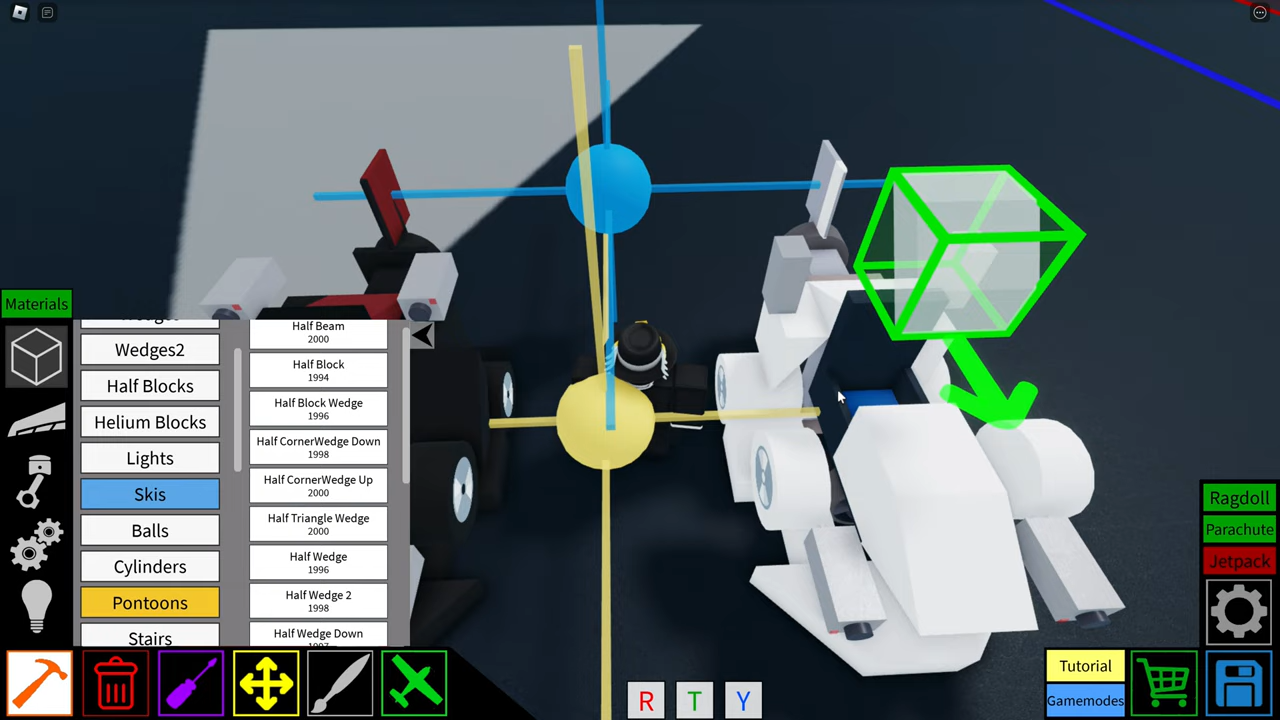 Materials
Wedges2
Half Blocks
Helium Blocks
Lights
Skis
Balls
Cylinders
Pontoons
Stairs
Half Beam
2000
Half Block
1994
Half Block Wedge
1996
Half CornerWedge Down
1998
Half CornerWedge Up
2000
Half Triangle Wedge
2000
Half Wedge
1996
Half Wedge 2
1998
Half Wedge Down
Ragdoll
Parachute
Jetpack
Tutorial
Gamemodes
R T Y